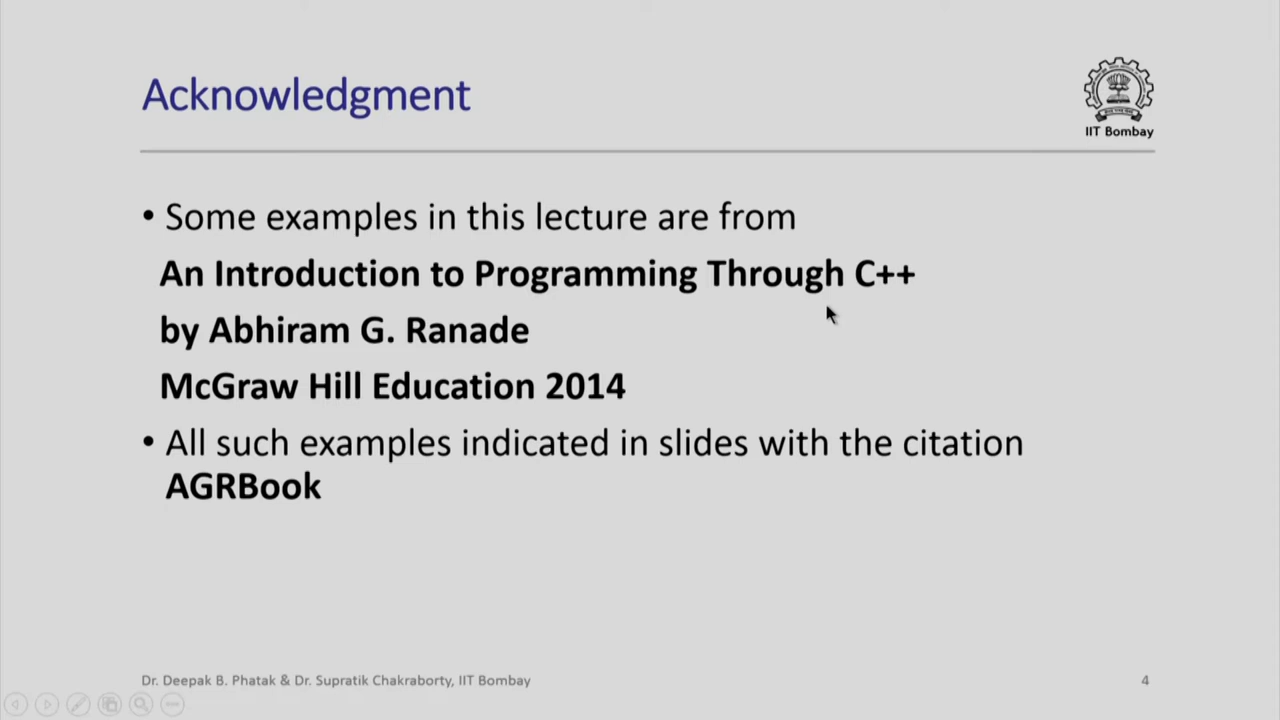 Acknowledgment
IIT Bombay
• Some examples in this lecture are from
An Introduction to Programming Through C++
by Abhiram G. Ranade
McGraw Hill Education 2014
• All such examples indicated in slides with the citation
AGRBook
Dr. Deepak B. Phatak & Dr. Supratik Chakraborty, IIT Bombay
4